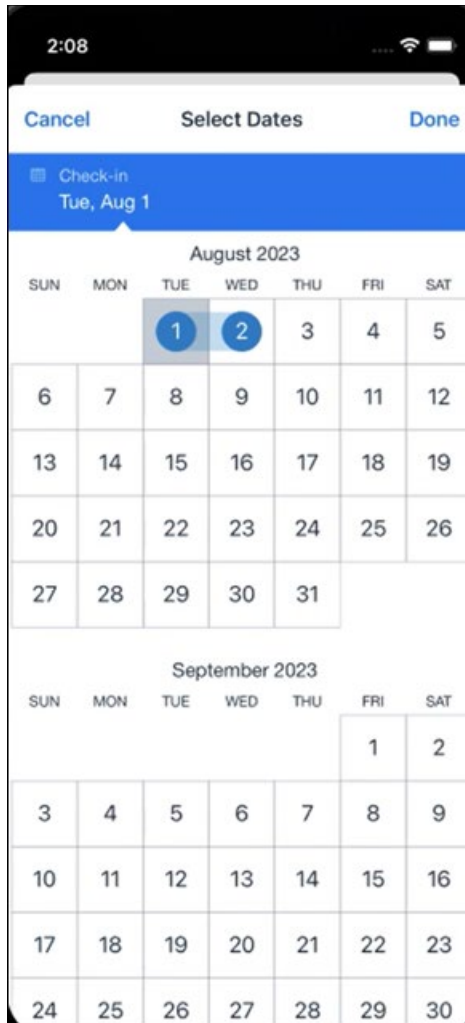 2:08
Cancel Select Dates Done
Check-in
Tue, Aug 1
August 2023
SUN MON TUE WED THU FRI SAT
1 2 3 4 5
6 7 8 9 10 11 12
13 14 15 16 17 18 19
20 21 22 23 24 25 26
27 28 29 30 31
September 2023
SUN MON TUE WED THU FRI SAT
1 2
3 4 5 6 7 8 9
10 11 12 13 14 15 16
17 18 19 20 21 22 23
24 25 26 27 28 29 30